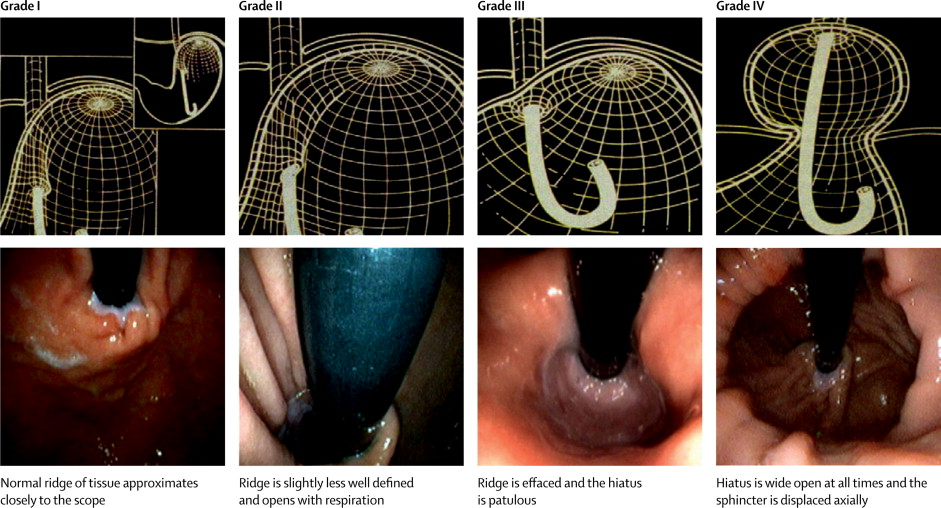 Grade I
Grade II
Grade III
Grade IV
Normal ridge of tissue approximates
closely to the scope
Ridge is slightly less well defined
and opens with respiration
Ridge is effaced and the hiatus
is patulous
Hiatus is wide open at all times and the
sphincter is displaced axially